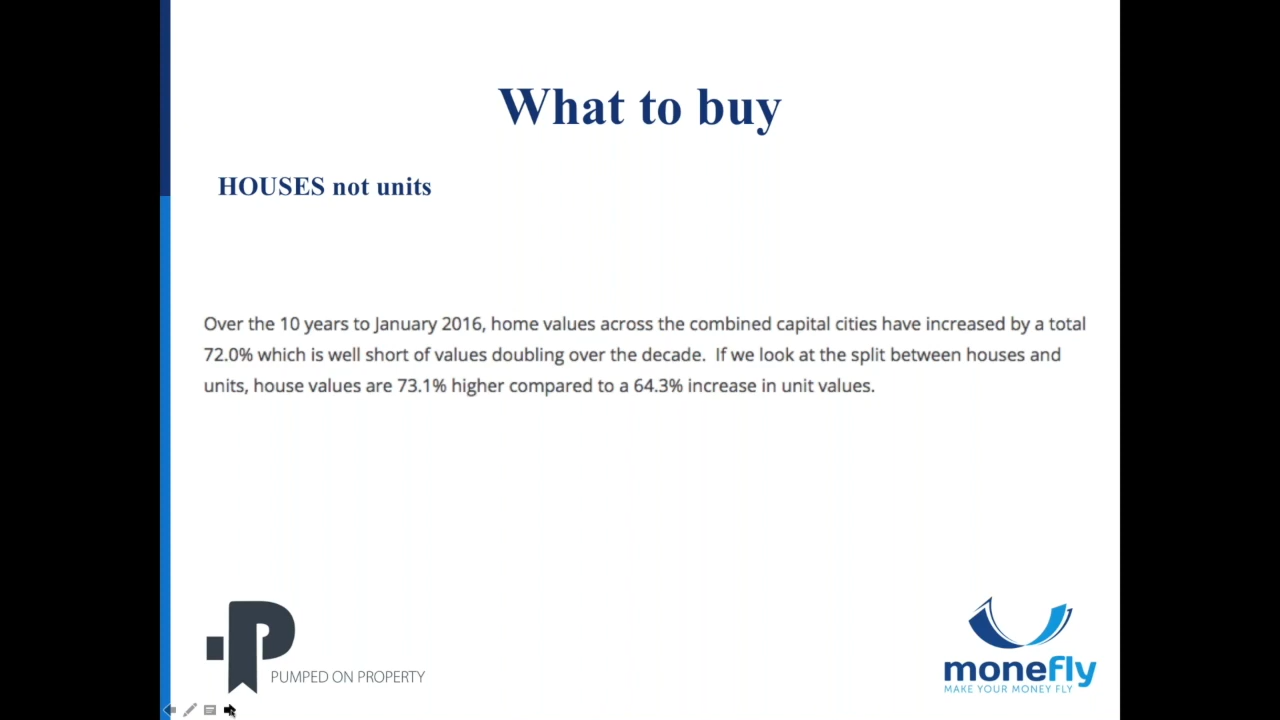 What to buy
HOUSES not units
Over the 10 years to January 2016, home values across the combined capital cities have increased by a total
72.0% which is well short of values doubling over the decade.  If we look at the split between houses and
units, house values are 73.1% higher compared to a 64.3% increase in unit values.
P
PUMPED ON PROPERTY
monefly
MAKE YOUR MONEY FLY